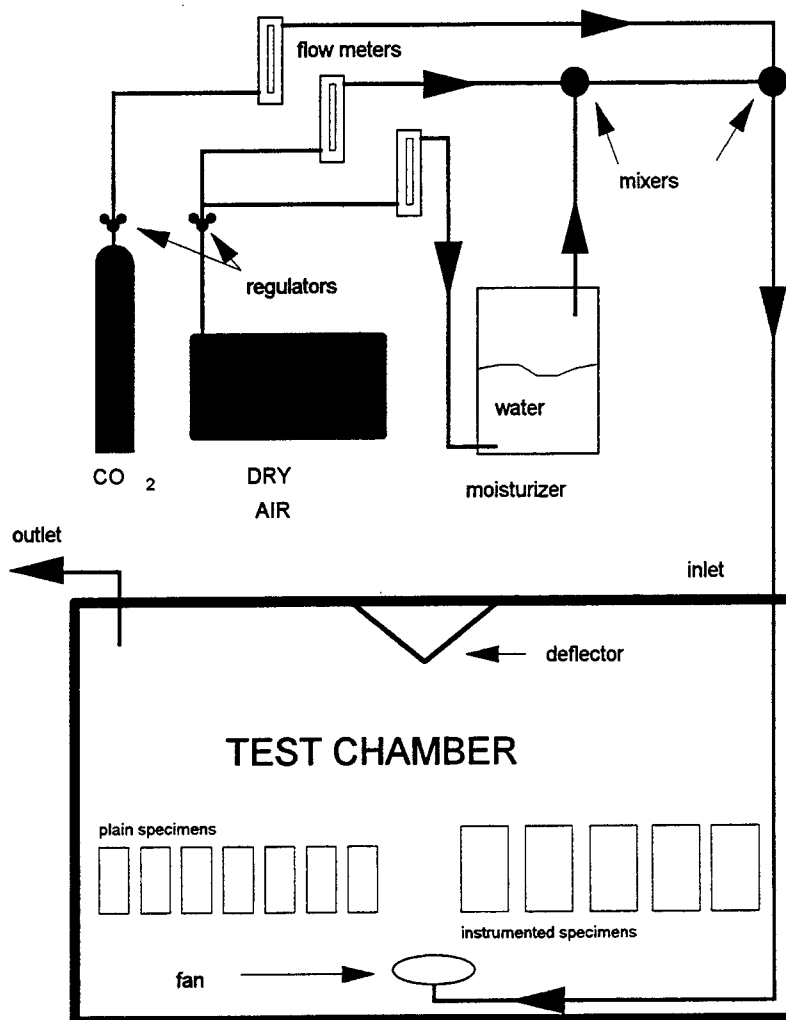 flow meters
mixers
regulators
water
CO 2
DRY
AIR
moisturizer
outlet
inlet
deflector
TEST CHAMBER
plain specimens
instrumented specimens
fan